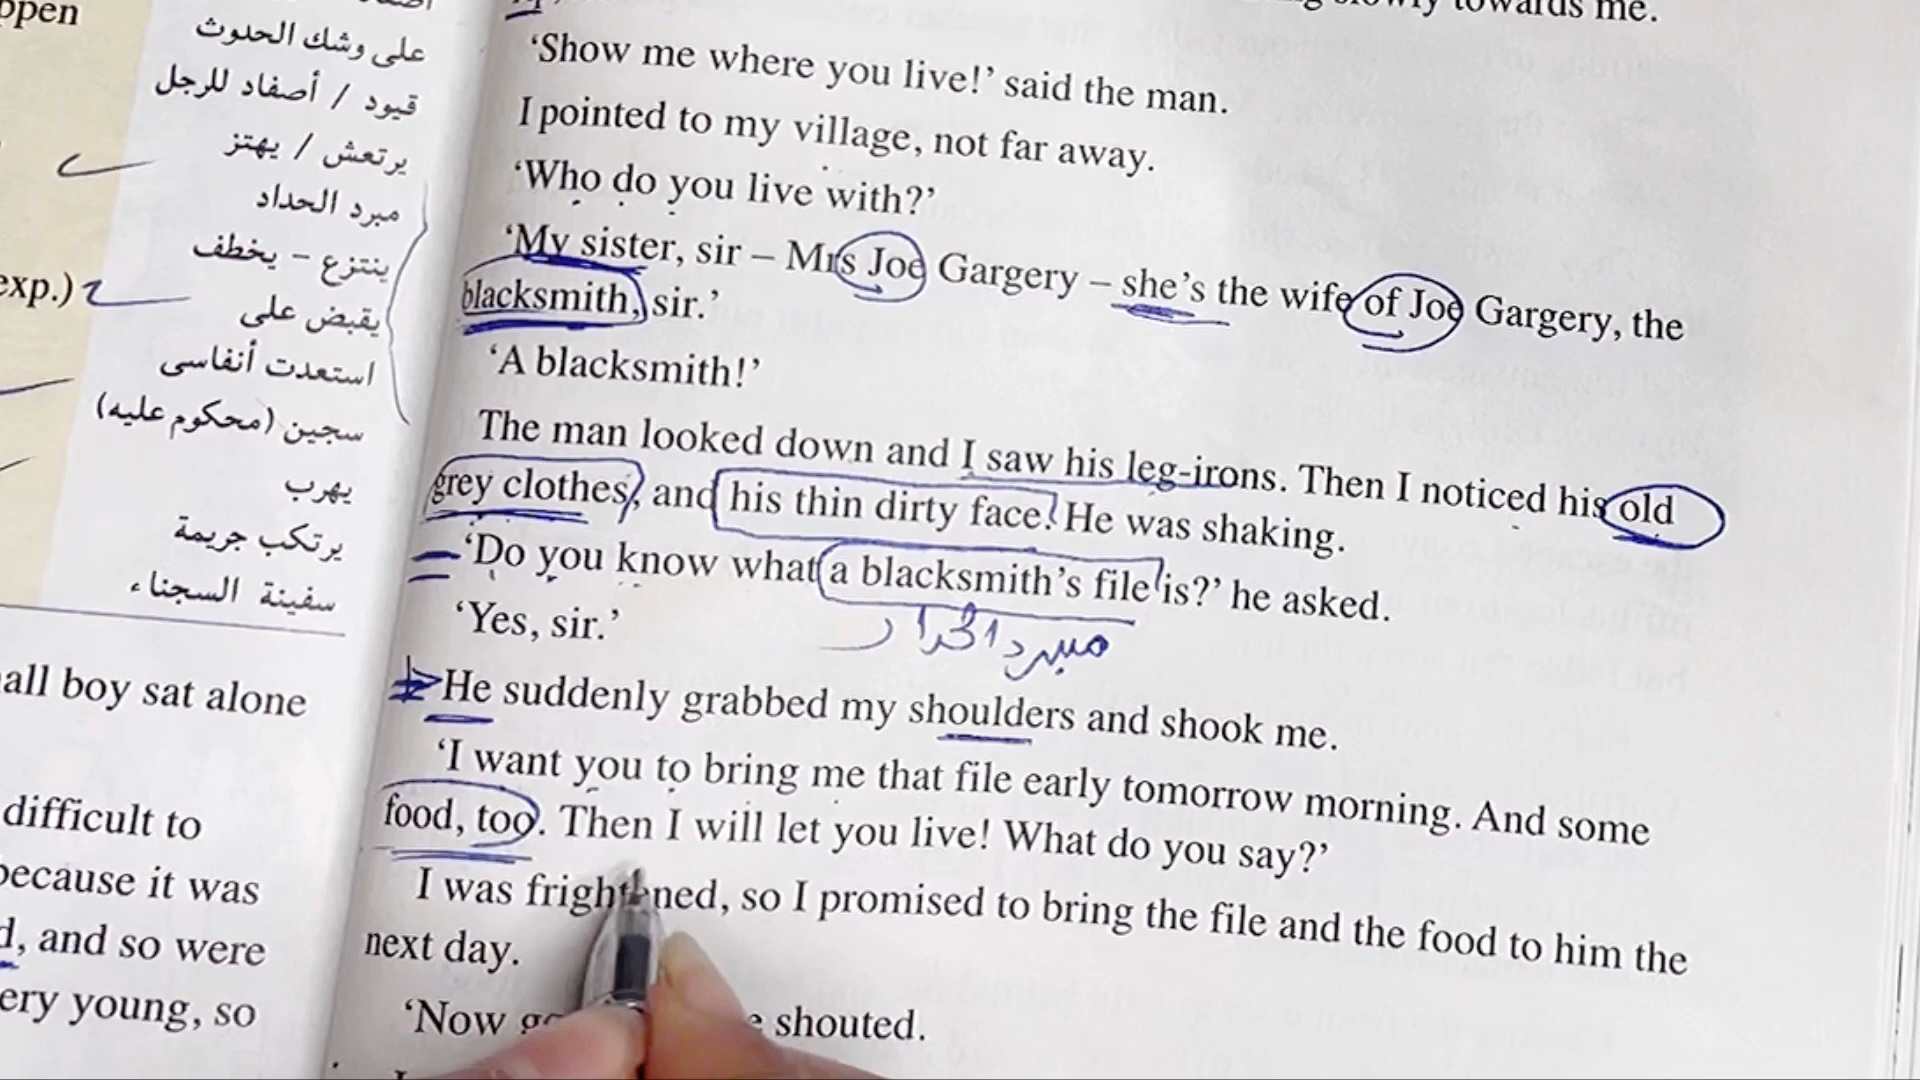 ppen
exp.)
all boy sat alone
difficult to
because it was
d, and so were
ery young, so
على وشك الحدوث
قيود / أصفاد للرجل
يرتعش / يهتز
مبرد الحداد
ينتزع - يخطف
يقبض على
استعدت أنفاسى
سجين (محكوم عليه)
يهرب
يرتكب جريمة
سفينة السجناء
slowly towards me.
‘Show me where you live!’ said the man.
I pointed to my village, not far away.
‘Who do you live with?’
‘My sister, sir – Mrs Joe Gargery – she’s the wife of Joe Gargery, the
blacksmith, sir.’
‘A blacksmith!’
The man looked down and I saw his leg-irons. Then I noticed his old
grey clothes, and his thin dirty face. He was shaking.
‘Do you know what a blacksmith’s file is?’ he asked.
مبرد الحداد
‘Yes, sir.’
He suddenly grabbed my shoulders and shook me.
‘I want you to bring me that file early tomorrow morning. And some
food, too. Then I will let you live! What do you say?’
I was frightened, so I promised to bring the file and the food to him the
next day.
‘Now shouted.